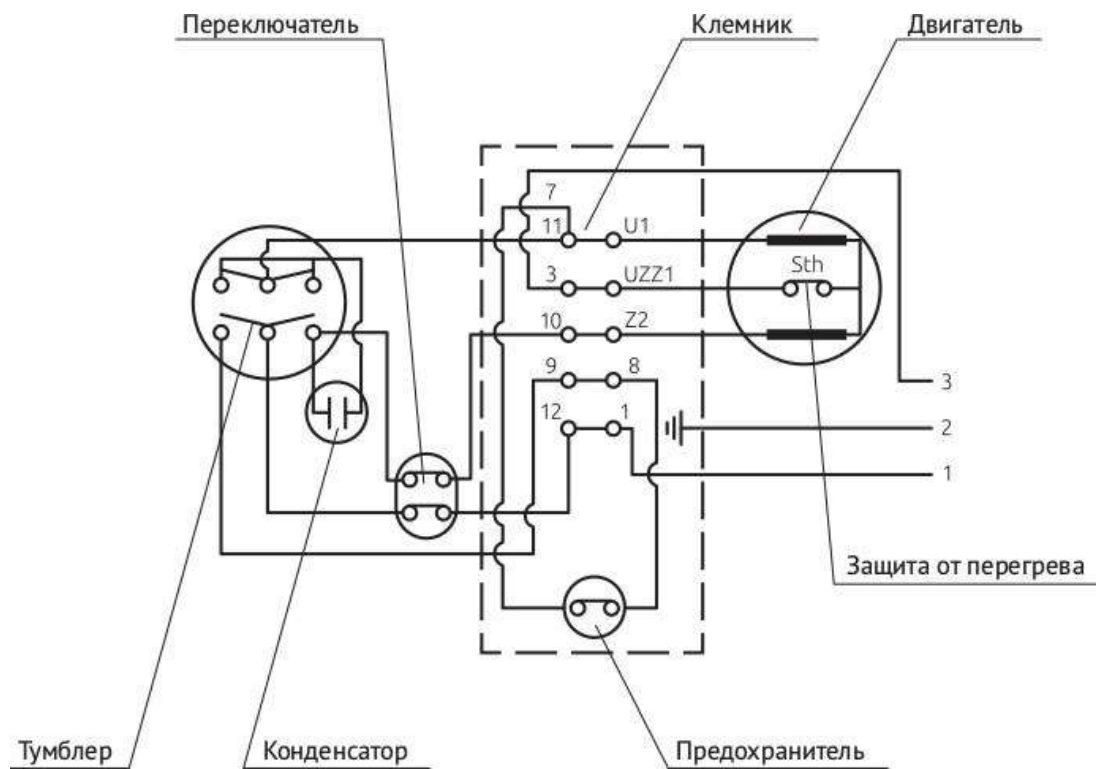 Переключатель
Клемник
Двигатель
7
11
U1
3
UZZ1
Sth
10
Z2
9
8
3
12
1
2
1
Защита от перегрева
Тумблер
Конденсатор
Предохранитель